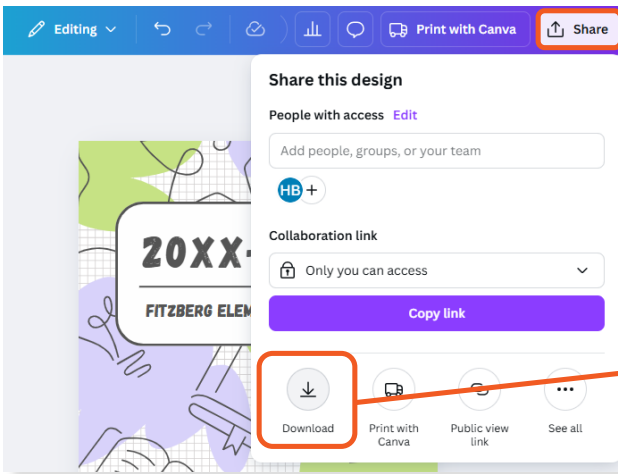 Editing
Print with Canva
Share
Share this design
People with access Edit
Add people, groups, or your team
HB
Collaboration link
Only you can access
Copy link
Download
Print with
Canva
Public view
link
See all
20XX-
FITZBERG ELEM